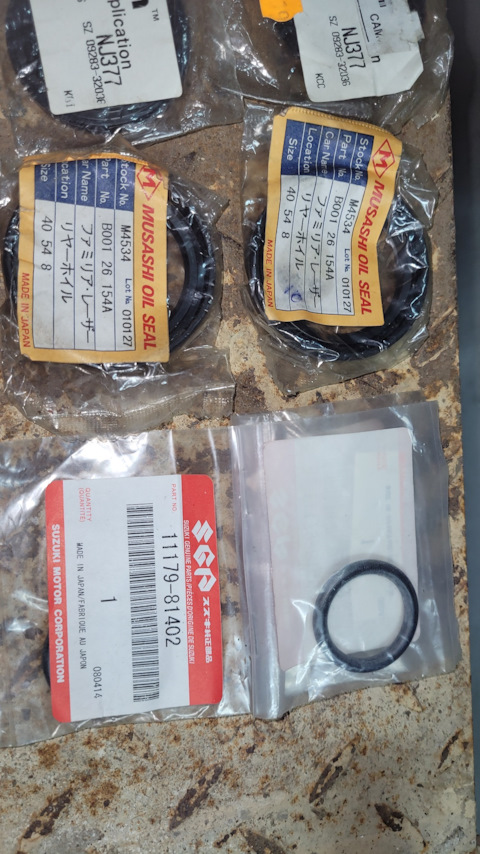 pplication
NJ377
SZ 09283-32036
CAM
NJ377
SZ 09283-32036
KCC
MUSASHI OIL SEAL
Stock No. M4534 Lot No. 010127
Part No. B001 26 154A
Car Name ファミリア・レーザー
Location リヤーホイル
Size 40 54 8
MADE IN JAPAN
MUSASHI OIL SEAL
Stock No. M4534 Lot No. 010127
Part No. B001 26 154A
Car Name ファミリア・レーザー
Location リヤーホイル
Size 40 54 8
MADE IN JAPAN
SGP スズキ純正部品
SUZUKI GENUINE PARTS (PIÈCES D'ORIGINE DE SUZUKI)
PART NO.
11179-81402
QUANTITY (QUANTITÉ)
1
MADE IN JAPAN/FABRIQUE AU JAPON
080414
SUZUKI MOTOR CORPORATION